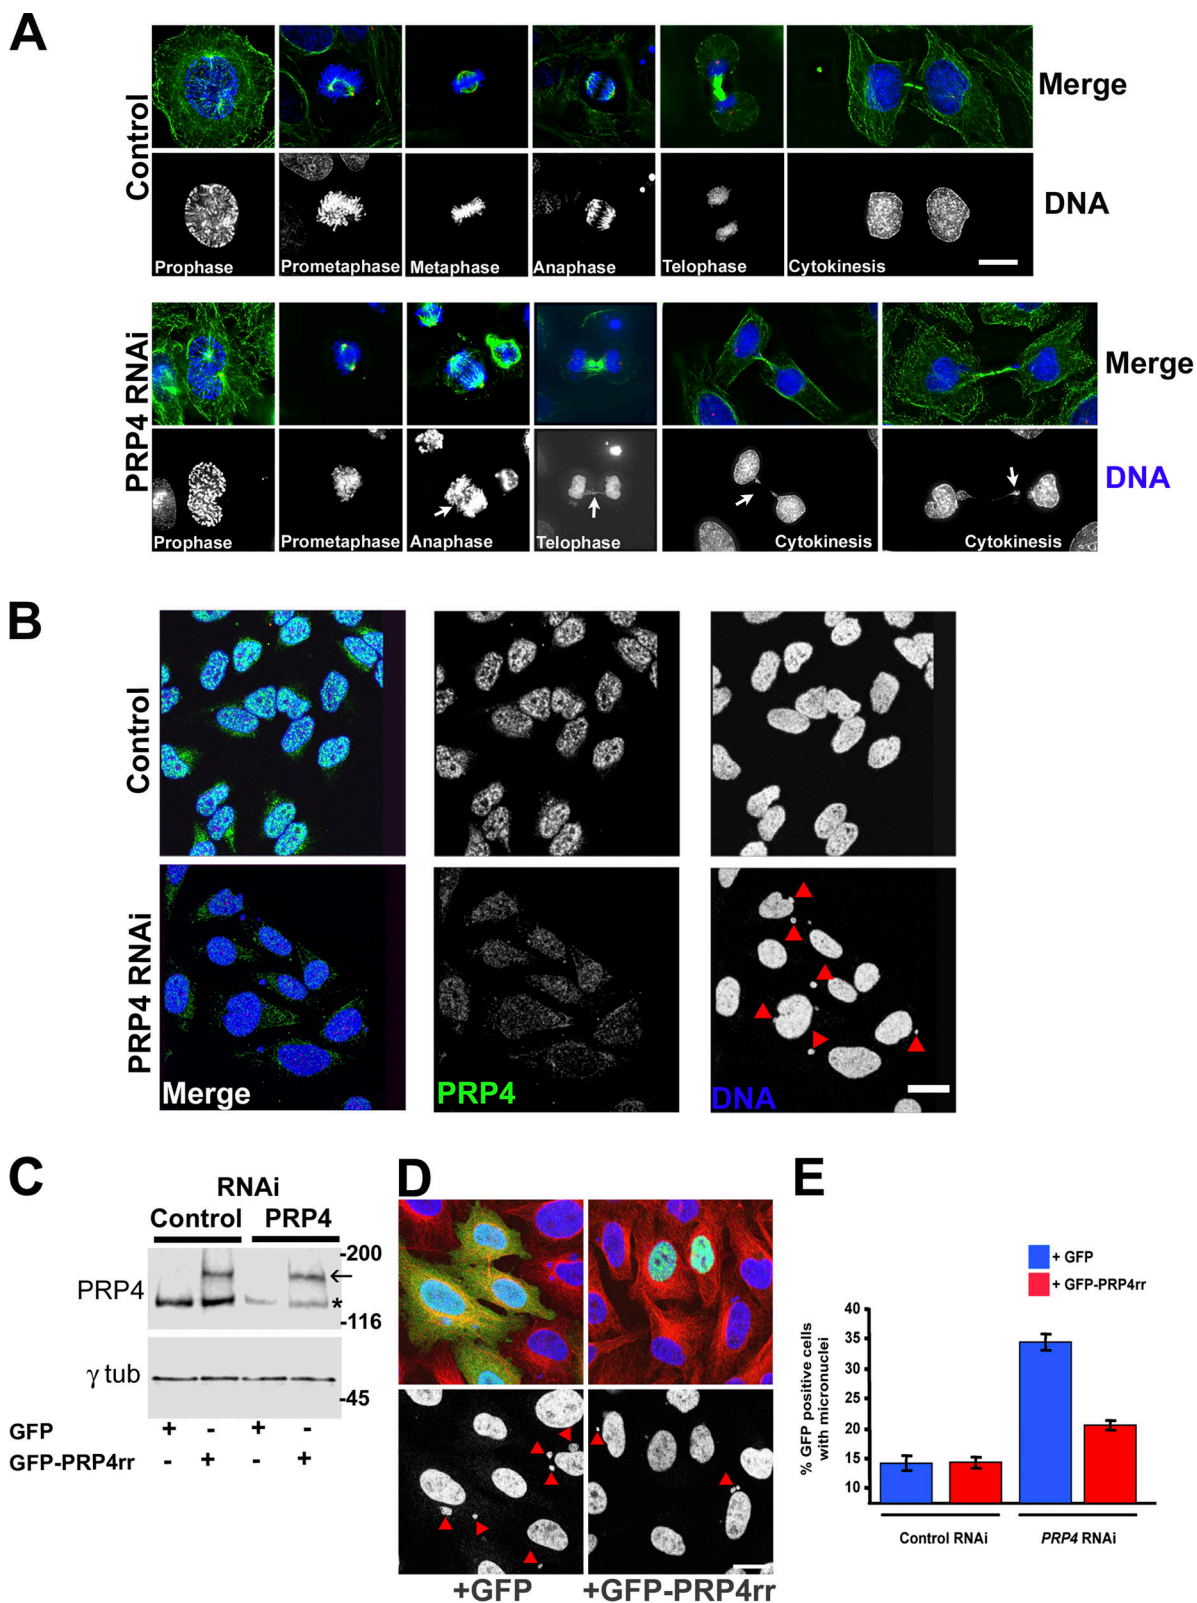 A
Control
Merge
DNA
Prophase
Prometaphase
Metaphase
Anaphase
Telophase
Cytokinesis
PRP4 RNAi
Merge
DNA
Prophase
Prometaphase
Anaphase
Telophase
Cytokinesis
Cytokinesis
B
Control
PRP4 RNAi
Merge
PRP4
DNA
C
RNAi
Control PRP4
PRP4
-200
←
*
-116
γ tub
-45
GFP + - + -
GFP-PRP4rr - + - +
D
+GFP
+GFP-PRP4rr
E
+ GFP
+ GFP-PRP4rr
% GFP positive cells
with micronuclei
40
35
30
25
20
15
10
Control RNAi
PRP4 RNAi